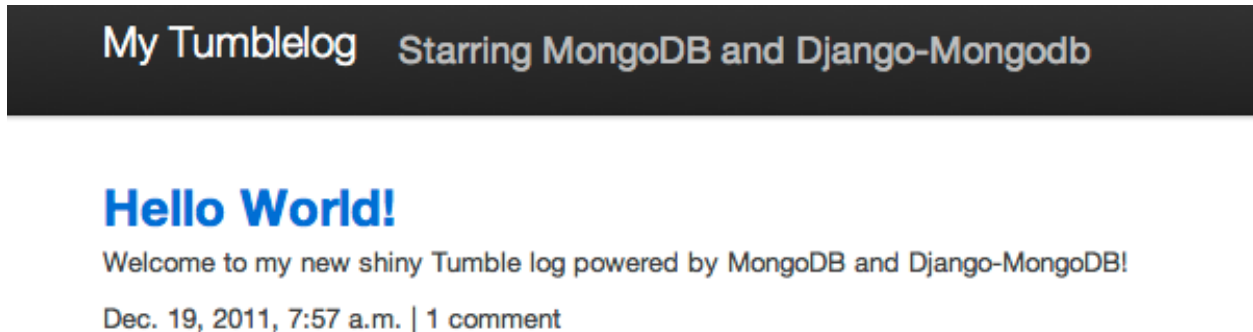 My Tumblelog Starring MongoDB and Django-Mongodb
Hello World!
Welcome to my new shiny Tumble log powered by MongoDB and Django-MongoDB!
Dec. 19, 2011, 7:57 a.m. | 1 comment